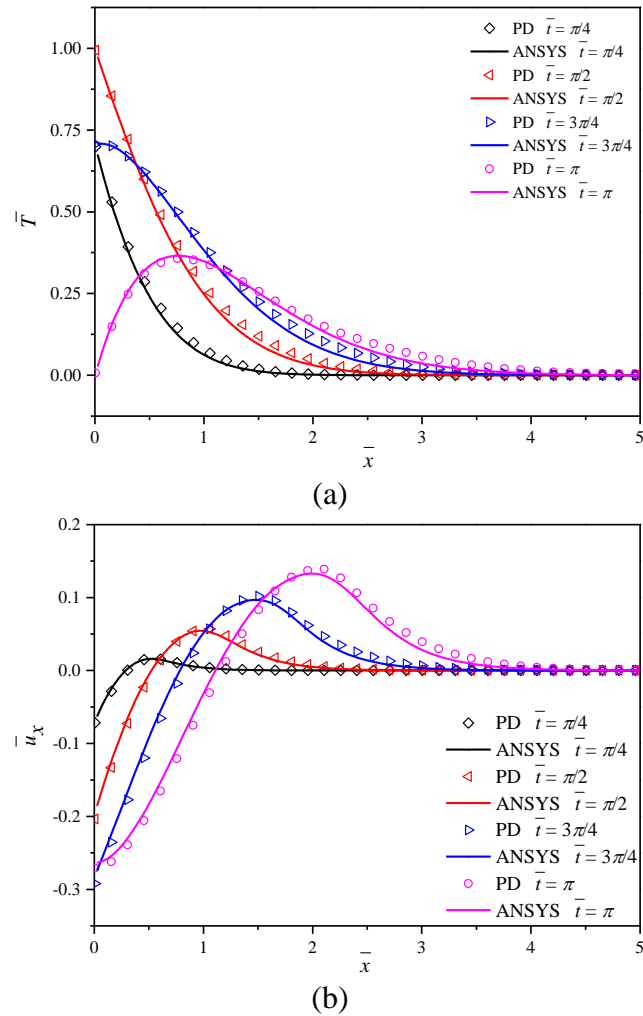 PD t̅ = π/4
ANSYS t̅ = π/4
PD t̅ = π/2
ANSYS t̅ = π/2
PD t̅ = 3π/4
ANSYS t̅ = 3π/4
PD t̅ = π
ANSYS t̅ = π
1.00
0.75
0.50
0.25
0.00
T̅
0 1 2 3 4 5
x̅
(a)
0.2
0.1
0.0
-0.1
-0.2
-0.3
u̅x
PD t̅ = π/4
ANSYS t̅ = π/4
PD t̅ = π/2
ANSYS t̅ = π/2
PD t̅ = 3π/4
ANSYS t̅ = 3π/4
PD t̅ = π
ANSYS t̅ = π
0 1 2 3 4 5
x̅
(b)